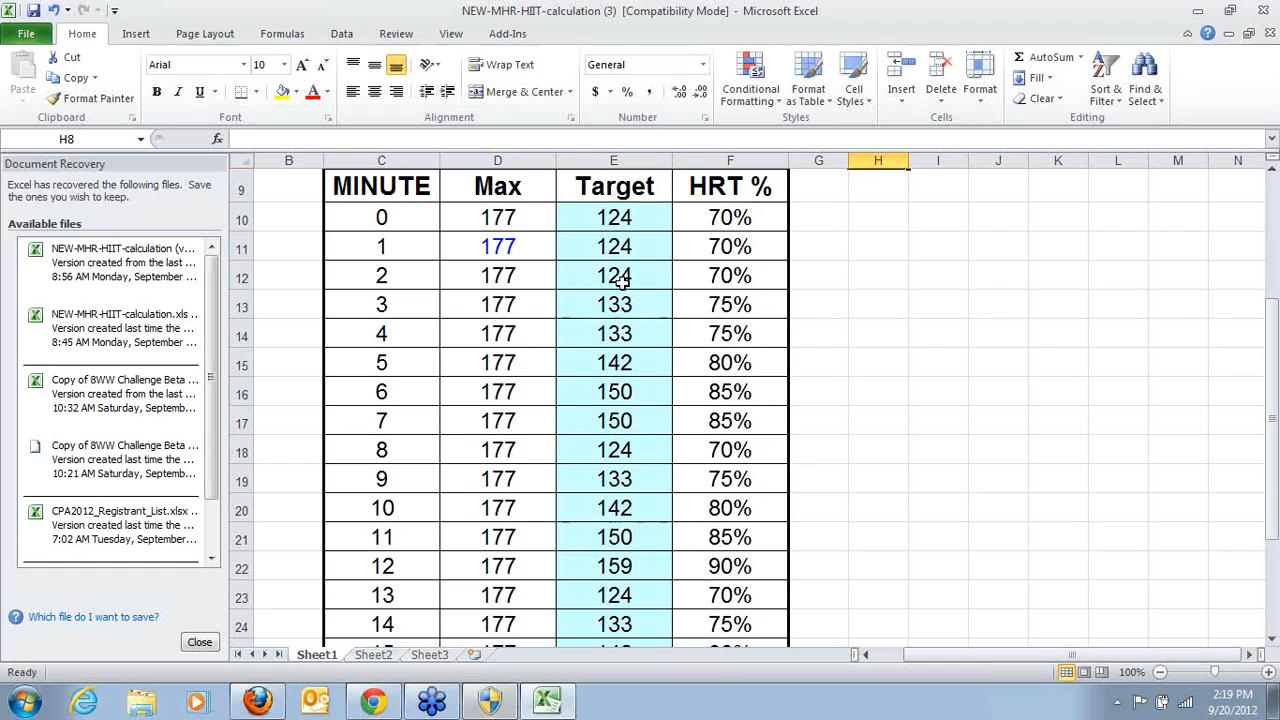 NEW-MHR-HIIT-calculation (3) [Compatibility Mode] - Microsoft Excel
File Home Insert Page Layout Formulas Data Review View Add-Ins
Cut
Copy
Format Painter
Paste
Clipboard
Arial 10
B I U
Font
Wrap Text
Merge & Center
Alignment
General
$ % ,
Number
Conditional Formatting
Format as Table
Cell Styles
Styles
Insert Delete Format
Cells
AutoSum
Fill
Clear
Sort & Filter
Find & Select
Editing
H8 fx
Document Recovery
Excel has recovered the following files. Save
the ones you wish to keep.
Available files
NEW-MHR-HIIT-calculation (v...
Version created from the last ...
8:56 AM Monday, September ...
NEW-MHR-HIIT-calculation.xls ...
Version created last time the ...
8:45 AM Monday, September ...
Copy of 8WW Challenge Beta ...
Version created from the last ...
10:32 AM Saturday, Septemb...
Copy of 8WW Challenge Beta ...
Version created last time the ...
10:21 AM Saturday, Septemb...
CPA2012_Registrant_List.xlsx ...
Version created last time the ...
7:02 AM Tuesday, September...
Which file do I want to save?
Close
B C D E F G H I J K L M N
9 MINUTE Max Target HRT %
10 0 177 124 70%
11 1 177 124 70%
12 2 177 124 70%
13 3 177 133 75%
14 4 177 133 75%
15 5 177 142 80%
16 6 177 150 85%
17 7 177 150 85%
18 8 177 124 70%
19 9 177 133 75%
20 10 177 142 80%
21 11 177 150 85%
22 12 177 159 90%
23 13 177 124 70%
24 14 177 133 75%
Sheet1 Sheet2 Sheet3
Ready 100%
2:19 PM
9/20/2012